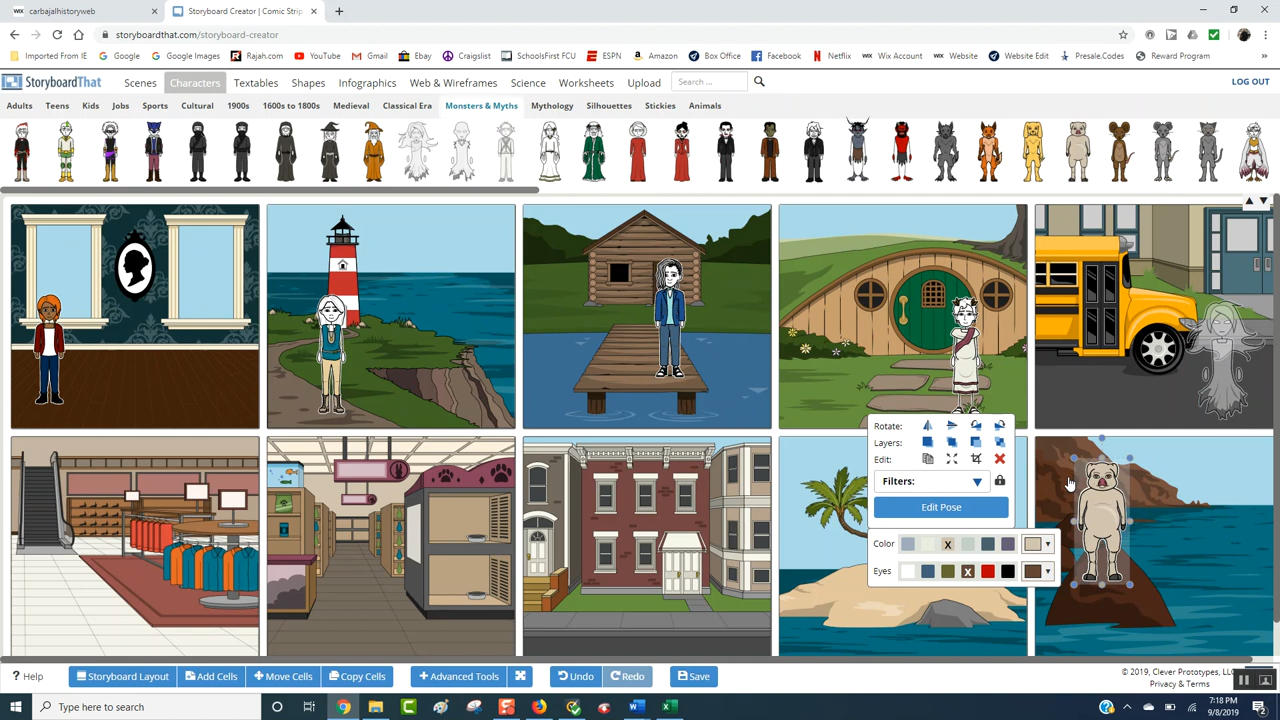 carbajalhistoryweb
Storyboard Creator | Comic Strip
storyboardthat.com/storyboard-creator
Imported From IE Google Google Images Rajah.com YouTube Gmail Ebay Craigslist SchoolsFirst FCU ESPN Amazon Box Office Facebook Netflix Wix Account Website Website Edit Presale.Codes Reward Program
StoryboardThat Scenes Characters Textables Shapes Infographics Web & Wireframes Science Worksheets Upload Search ... LOG OUT
Adults Teens Kids Jobs Sports Cultural 1900s 1600s to 1800s Medieval Classical Era Monsters & Myths Mythology Silhouettes Stickies Animals
Rotate:
Layers:
Edit:
Filters:
Edit Pose
Color
Eyes
? Help Storyboard Layout Add Cells Move Cells Copy Cells Advanced Tools Undo Redo Save
© 2019, Clever Prototypes, LLC
Privacy & Terms
Type here to search
7:18 PM
9/8/2019
2